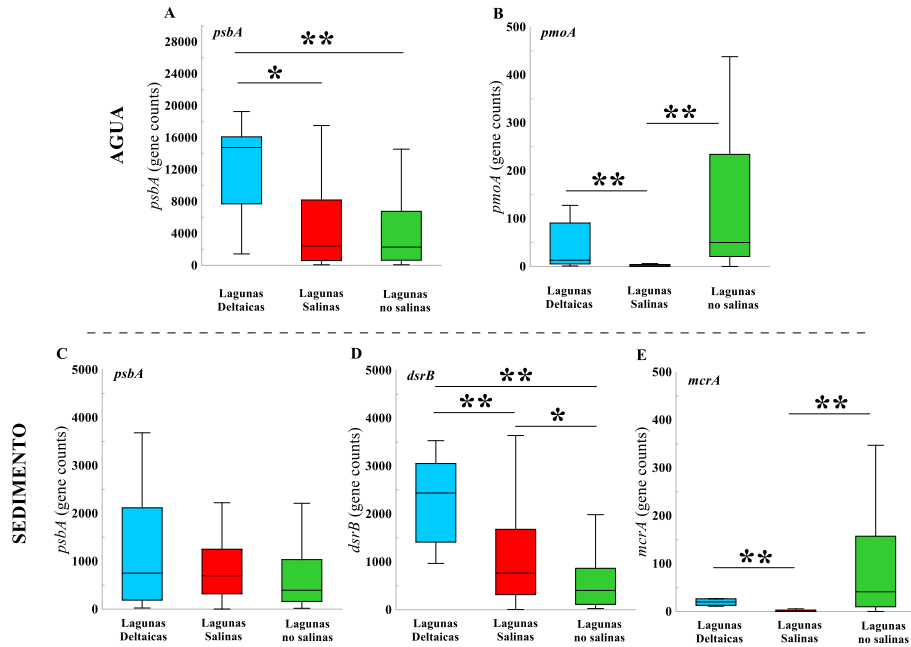 A
psbA
**
*
psbA (gene counts)
28000
24000
20000
16000
12000
8000
4000
0
Lagunas
Deltaicas
Lagunas
Salinas
Lagunas
no salinas
AGUA
B
pmoA
**
**
pmoA (gene counts)
500
400
300
200
100
0
Lagunas
Deltaicas
Lagunas
Salinas
Lagunas
no salinas
SEDIMENTO
C
psbA
psbA (gene counts)
5000
4000
3000
2000
1000
0
Lagunas
Deltaicas
Lagunas
Salinas
Lagunas
no salinas
D
dsrB
**
**
*
dsrB (gene counts)
5000
4000
3000
2000
1000
0
Lagunas
Deltaicas
Lagunas
Salinas
Lagunas
no salinas
E
mcrA
**
**
mcrA (gene counts)
500
400
300
200
100
0
Lagunas
Deltaicas
Lagunas
Salinas
Lagunas
no salinas